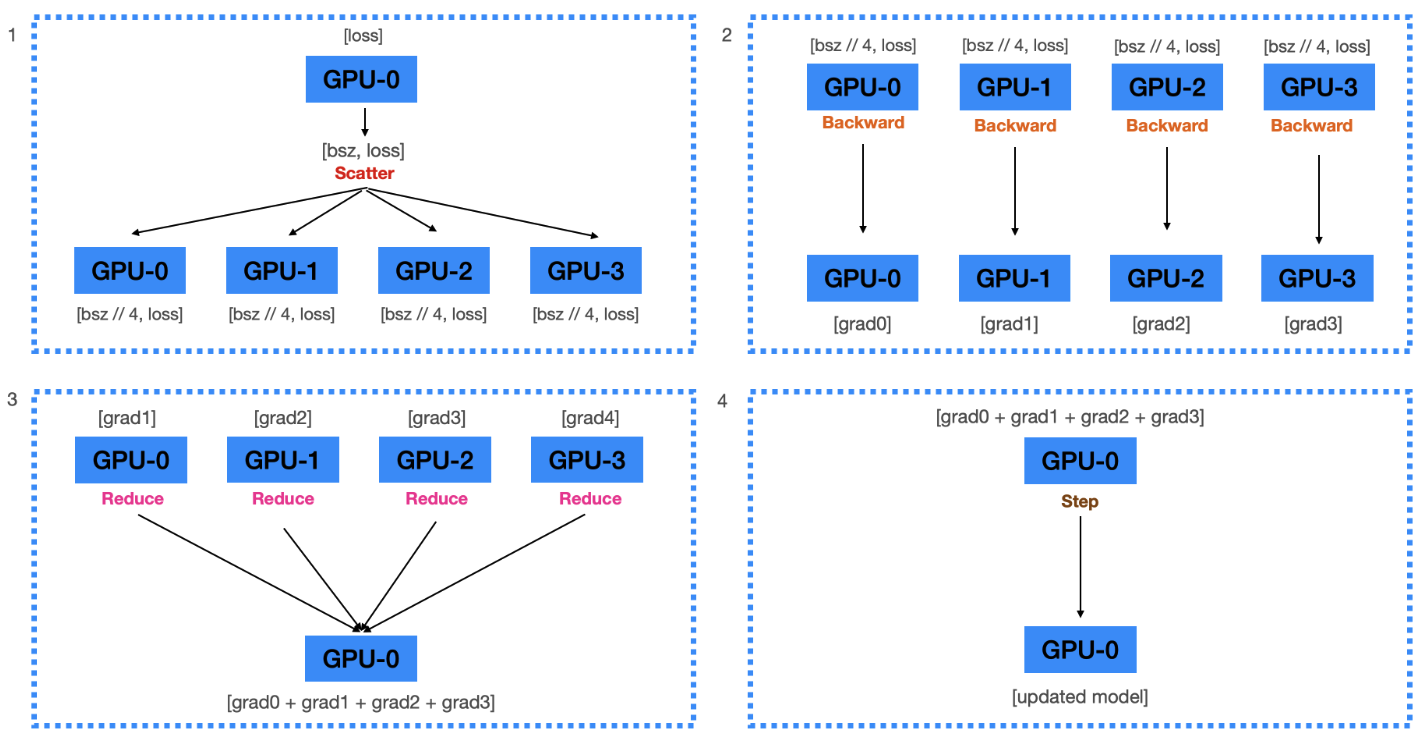 1
[loss]
GPU-0
[bsz, loss]
Scatter
GPU-0 GPU-1 GPU-2 GPU-3
[bsz // 4, loss] [bsz // 4, loss] [bsz // 4, loss] [bsz // 4, loss]
2
[bsz // 4, loss] [bsz // 4, loss] [bsz // 4, loss] [bsz // 4, loss]
GPU-0 GPU-1 GPU-2 GPU-3
Backward Backward Backward Backward
GPU-0 GPU-1 GPU-2 GPU-3
[grad0] [grad1] [grad2] [grad3]
3
[grad1] [grad2] [grad3] [grad4]
GPU-0 GPU-1 GPU-2 GPU-3
Reduce Reduce Reduce Reduce
GPU-0
[grad0 + grad1 + grad2 + grad3]
4
[grad0 + grad1 + grad2 + grad3]
GPU-0
Step
GPU-0
[updated model]